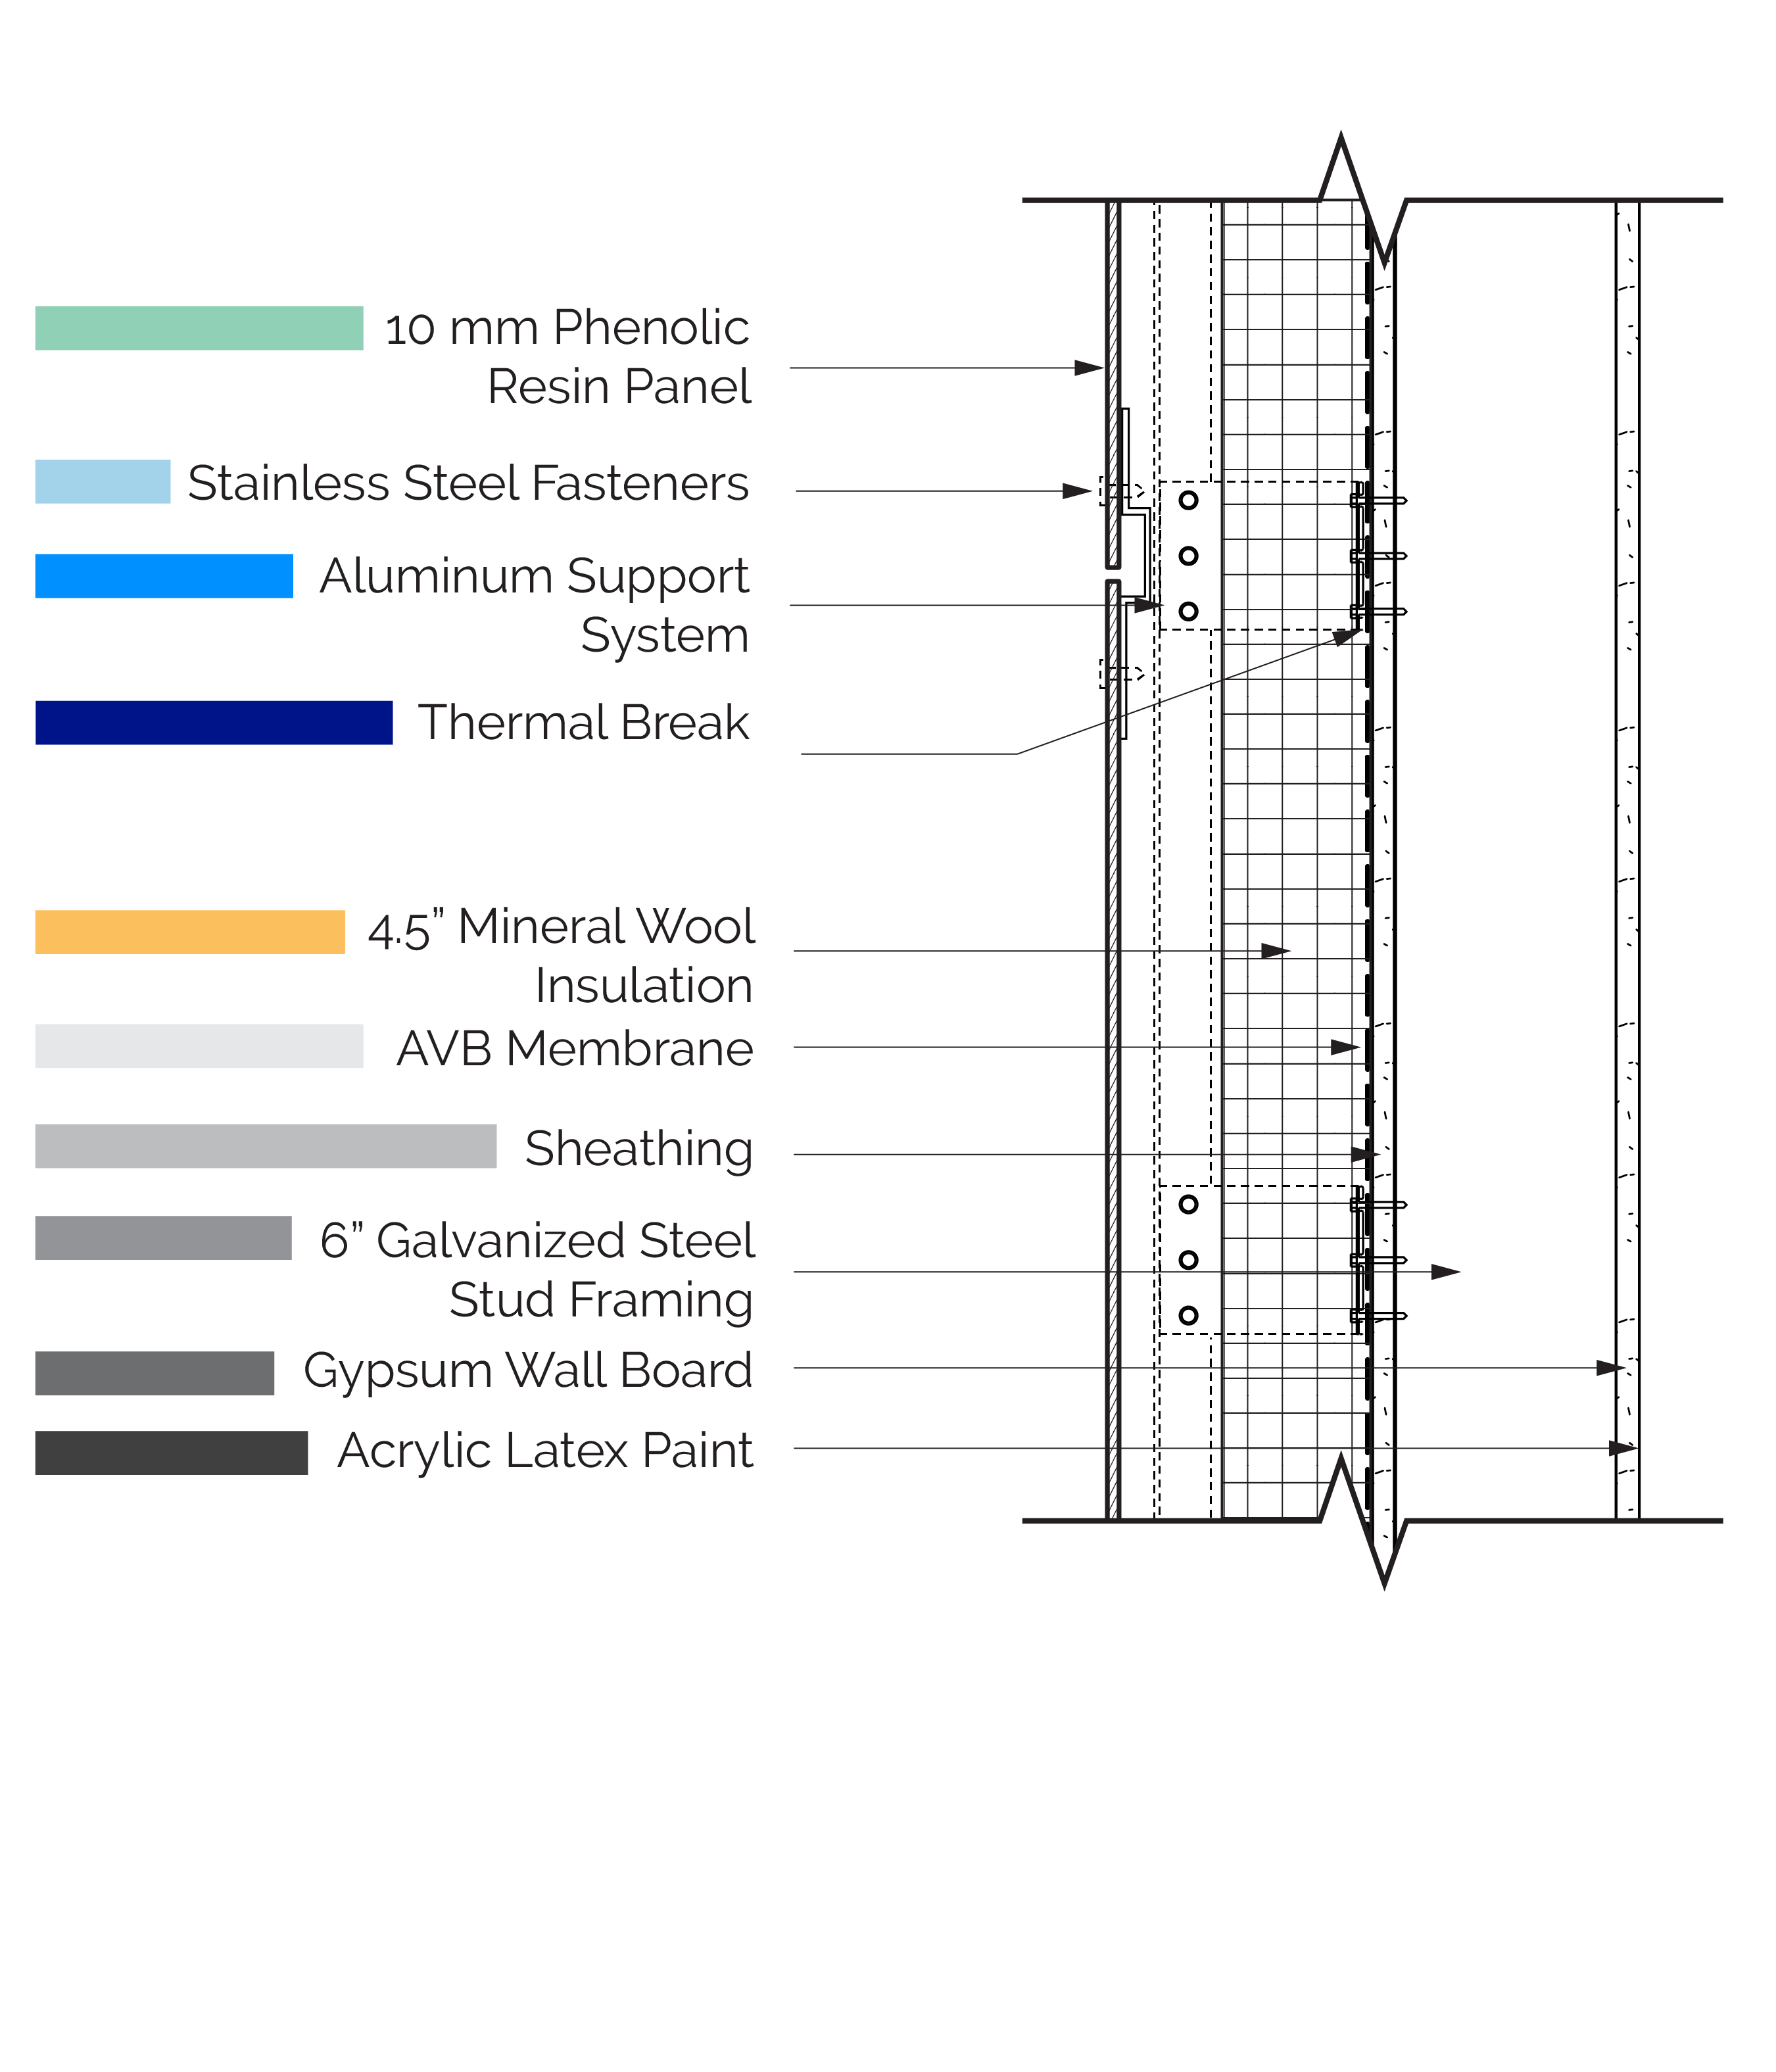 10 mm Phenolic
Resin Panel
Stainless Steel Fasteners
Aluminum Support
System
Thermal Break
4.5” Mineral Wool
Insulation
AVB Membrane
Sheathing
6” Galvanized Steel
Stud Framing
Gypsum Wall Board
Acrylic Latex Paint